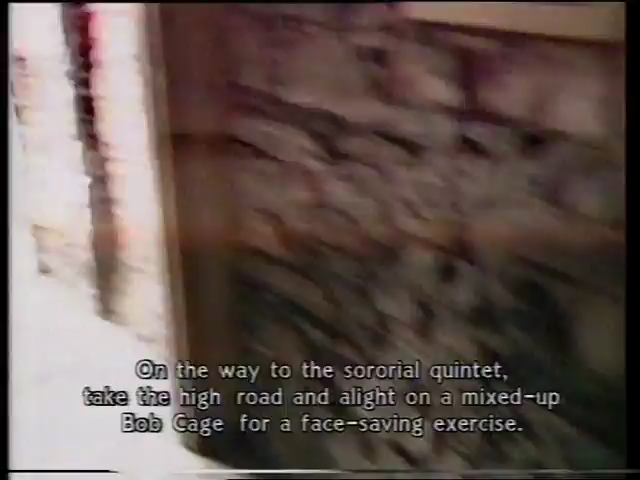 On the way to the sororial quintet,
take the high road and alight on a mixed-up
Bob Cage for a face-saving exercise.